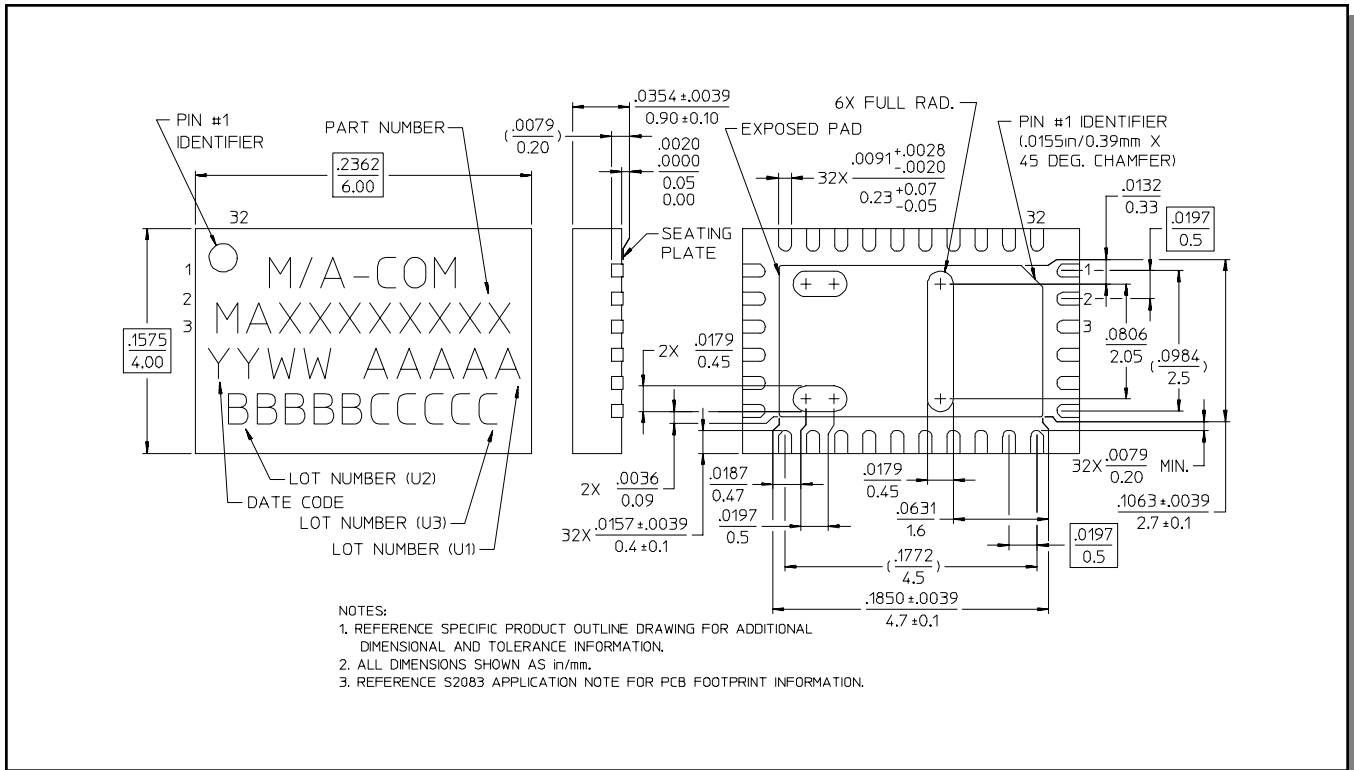 PIN #1
IDENTIFIER
PART NUMBER
.2362
6.00
32
1
2
3
.1575
4.00
M/A-COM
MAXXXXXXXXX
YYWW AAAAA
BBBBBCCCCC
LOT NUMBER (U2)
DATE CODE
LOT NUMBER (U3)
LOT NUMBER (U1)
.0354 ±.0039
0.90 ±0.10
(.0079)
0.20
.0020
.0000
0.05
0.00
SEATING
PLATE
2X .0179
0.45
2X .0036
0.09
32X .0157 ±.0039
0.4 ±0.1
EXPOSED PAD
6X FULL RAD.
32X .0091 +.0028
-.0020
0.23 +0.07
-0.05
PIN #1 IDENTIFIER
(.0155in/0.39mm X
45 DEG. CHAMFER)
32
.0132
0.33
.0197
0.5
1
2
3
.0806
2.05
(.0984)
2.5
32X .0079 MIN.
0.20
.1063 ±.0039
2.7 ±0.1
.0187
0.47
.0197
0.5
.0179
0.45
.0631
1.6
.0197
0.5
(.1772)
4.5
.1850 ±.0039
4.7 ±0.1
NOTES:
1. REFERENCE SPECIFIC PRODUCT OUTLINE DRAWING FOR ADDITIONAL
DIMENSIONAL AND TOLERANCE INFORMATION.
2. ALL DIMENSIONS SHOWN AS in/mm.
3. REFERENCE S2083 APPLICATION NOTE FOR PCB FOOTPRINT INFORMATION.